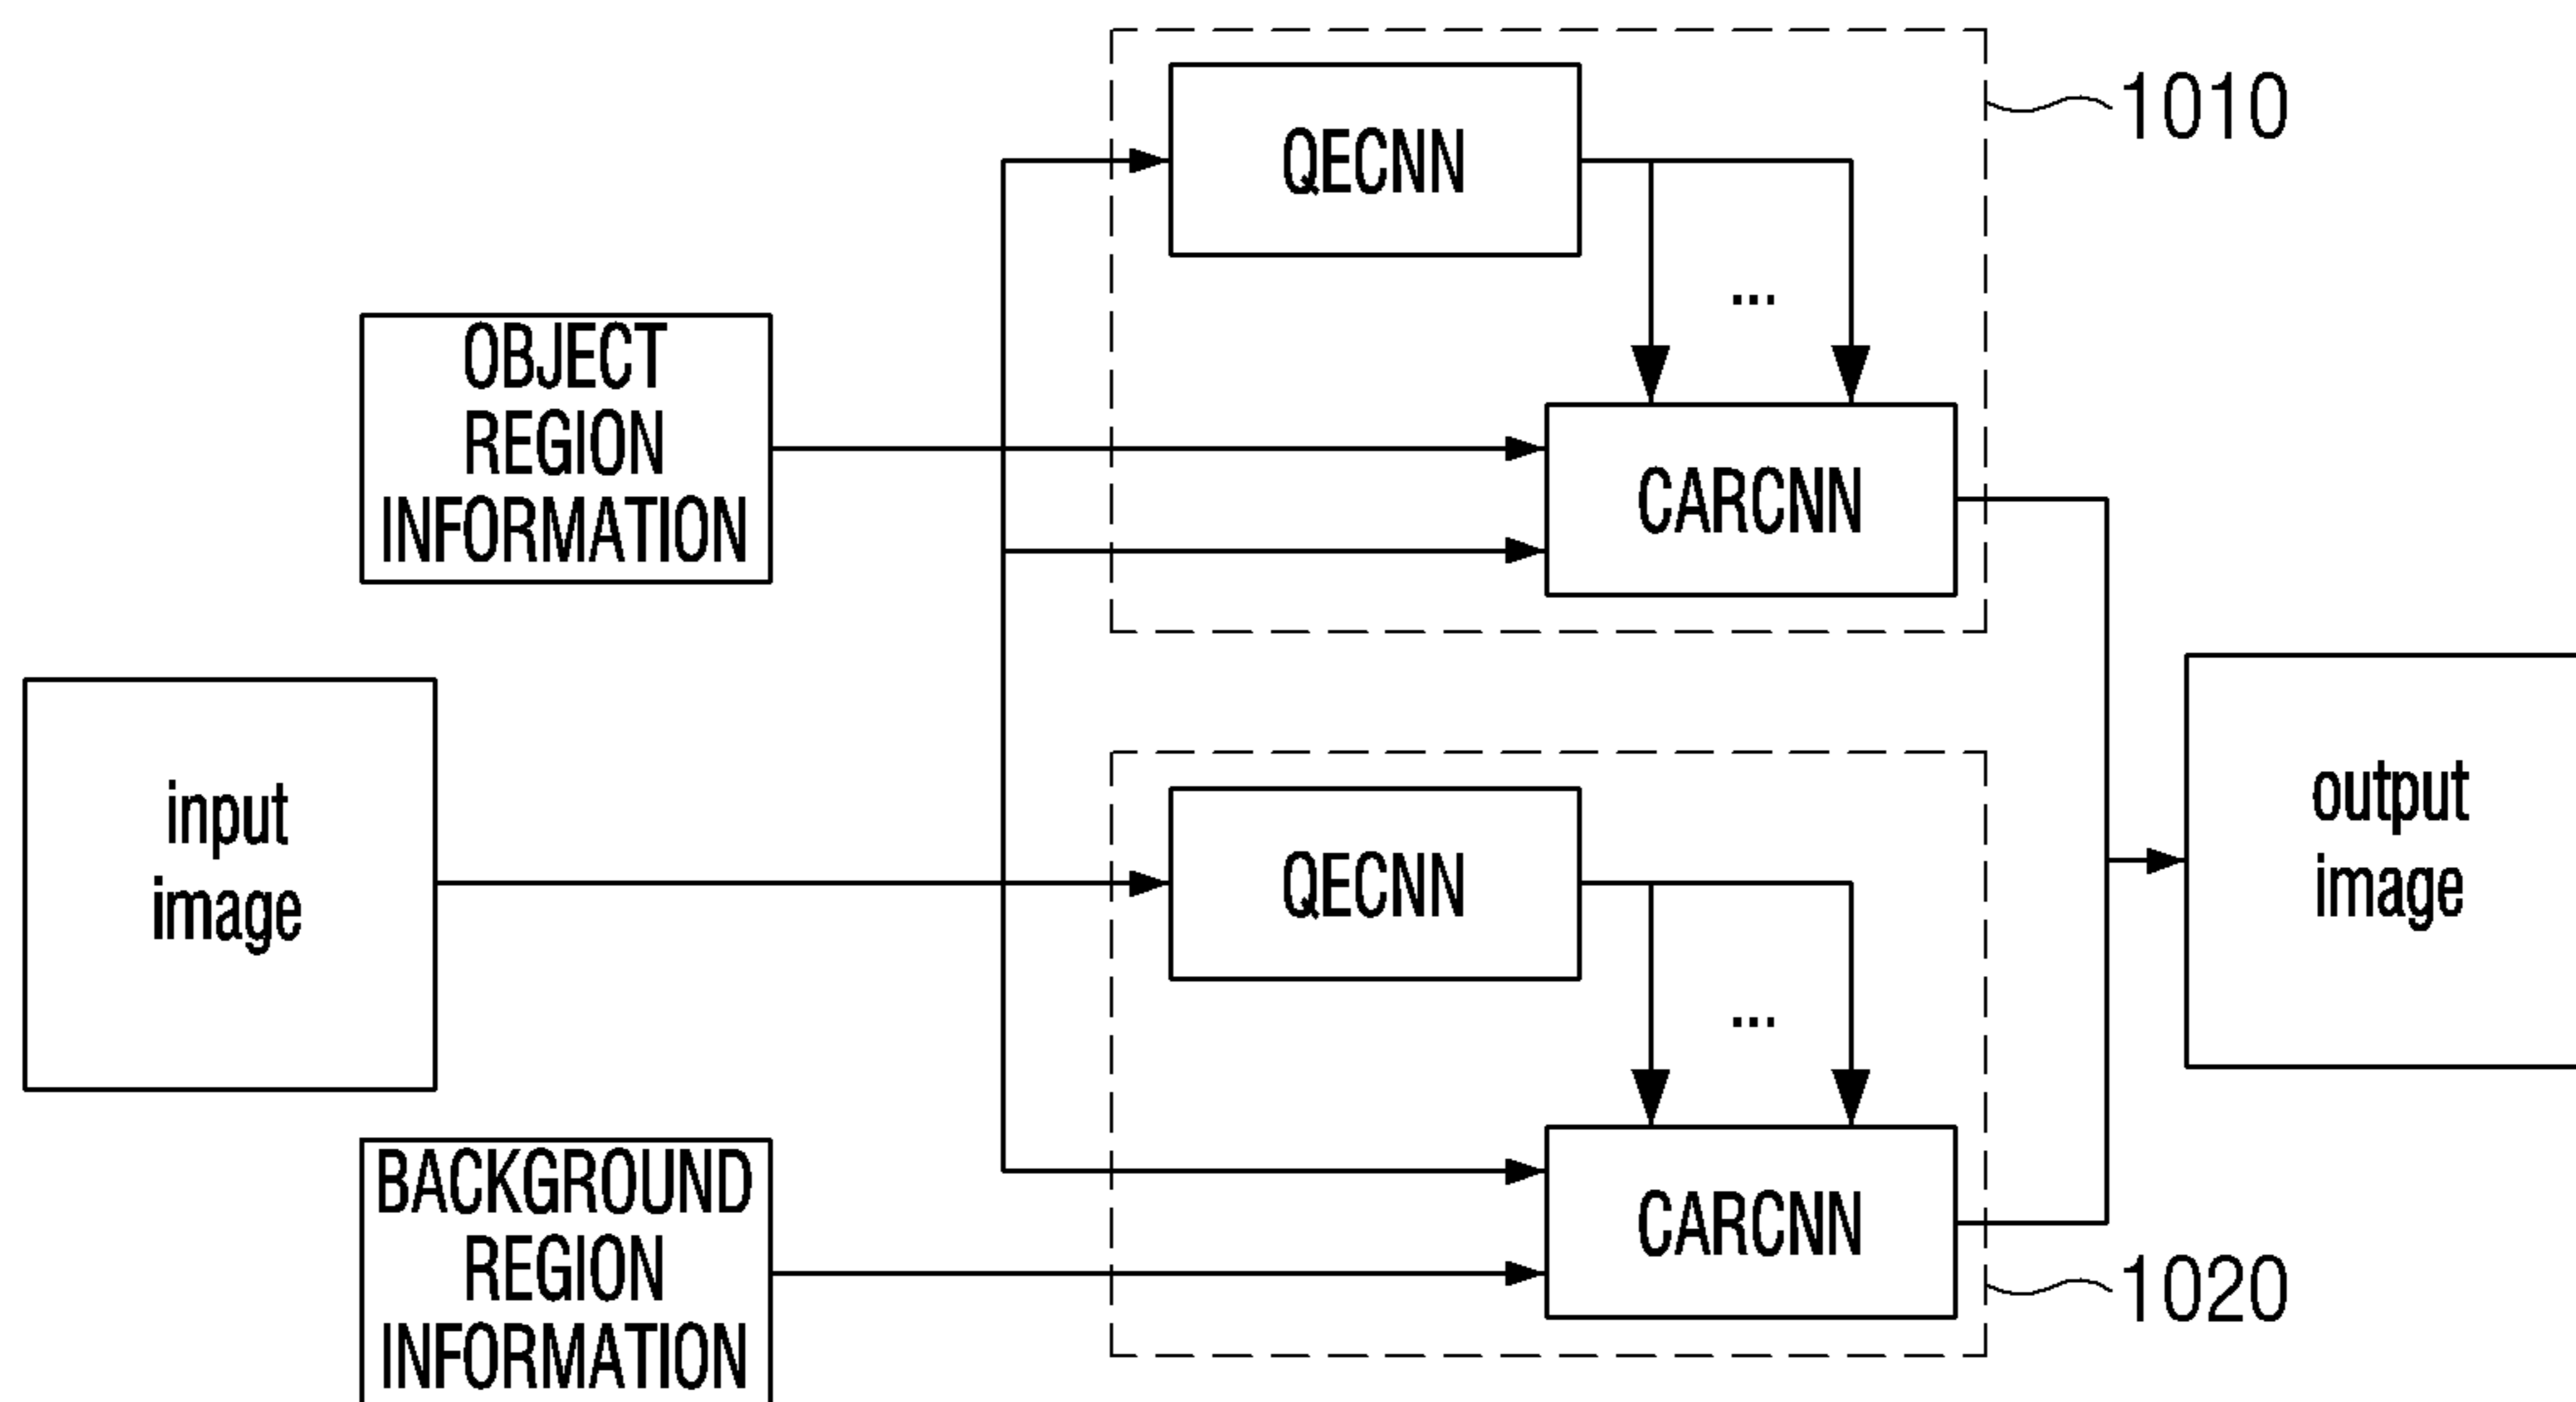 1010
QECNN
...
OBJECT
REGION
INFORMATION
CARCNN
input
image
QECNN
...
output
image
BACKGROUND
REGION
INFORMATION
CARCNN
1020